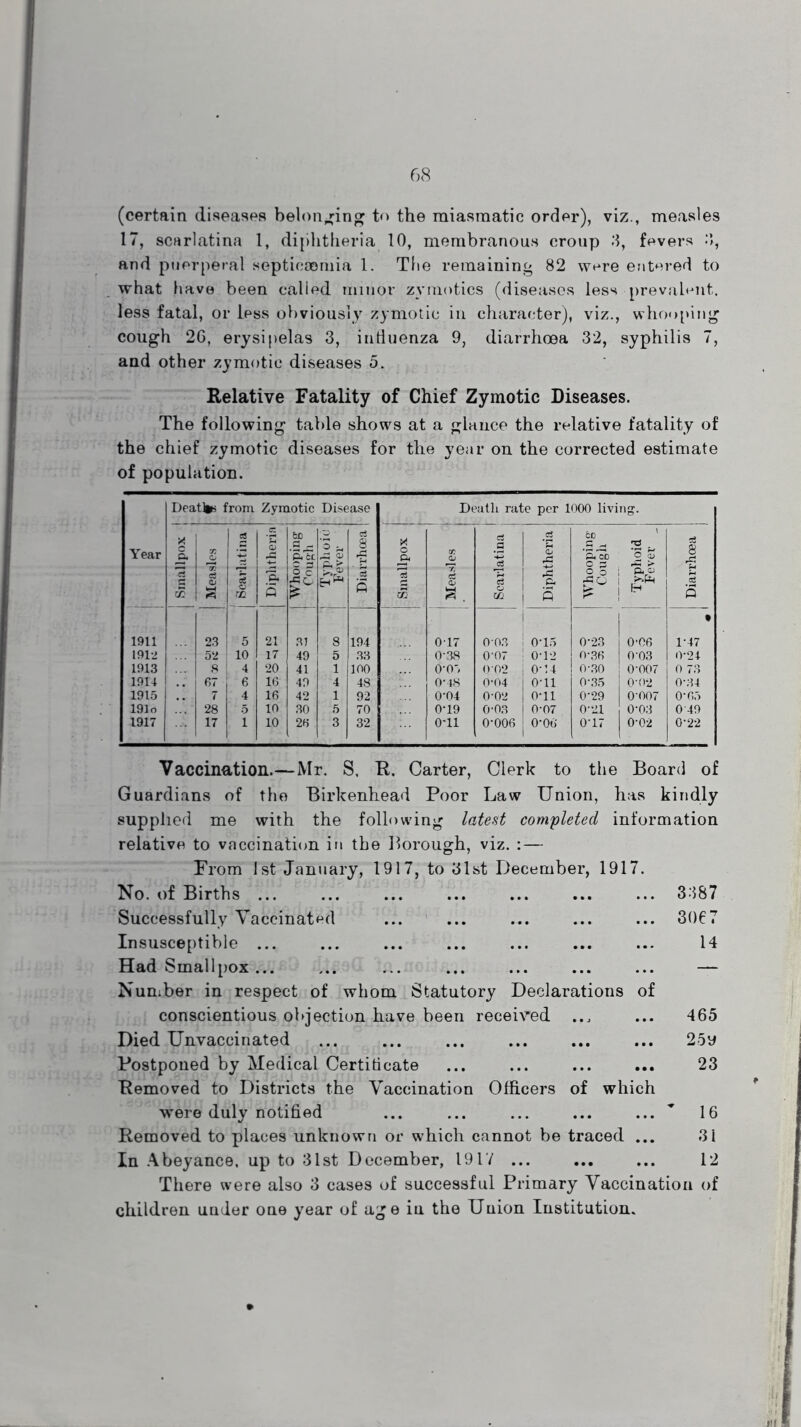 68
(certain diseases belonging to the miasmatic order), viz., measles
17, scarlatina 1, diphtheria 10, membranous croup 3, fevers 3,
and puerperal septicæmia 1. The remaining 82 were entered to
what have been called minor zymotics (diseases less prevalent,
less fatal, or less obviously zymotic in character), viz., whooping
cough 26, erysipelas 3, influenza 9, diarrhœa 32, syphilis 7,
and other zymotic diseases 5.
Relative Fatality of Chief Zymotic Diseases.
The following table shows at a glance the relative fatality of
the chief zymotic diseases for the year on the corrected estimate
of population.
Deaths from Zymotic Disease Death rate per 1000 living.
Year Smallpox Measles Scarlatina Diphtheria Whooping Cough Typhoid Fever Diarrhœa Smallpox Measles Scarlatina Diphtheria Whooping Cough Typhoid Fever Diarrhœa
1911 ... 23 5 21 31 8 194 ... 0·17 0·03 0·15 0·23 0·06 1·47
1912 ... 52 10 17 49 5 33 ... 0·38 0·07 0·12 0·36 0·03 0·24
1913 ... 8 4 20 41 1 100 ... 0·05 0·02 0·14 0·30 0·007 0·73
1914 .. 67 6 16 49 4 48 ... 0·48 0·04 0·11 0·35 0·02 0·34
1915 .. 7 4 16 42 1 92 0·04 0·02 0·11 0·29 0·007 0·65
1916 ... 28 5 10 30 5 70 ... 0·19 0·03 0·07 0·21 0·03 0·49
1917 ... 17 1 10 26 3 32 ... 0·11 0·006 0·06 0·17 0·02 0·22
Vaccination.—Mr. S. R. Carter, Clerk to the Board of
Guardians of the Birkenhead Poor Law Union, has kindly
supplied me with the following latest completed information
relative to vaccination in the Borough, viz. :—
From 1st January, 1917, to 31st December, 1917.
No. of Births ... ... ... ... ... ... ... 3387
Successfully Vaccinated ... ... ... ... ... 3067
Insusceptible ... ... ... ... ... ... ... 14
Had Smallpox ... ... ... ... ... ... ... —
Number in respect of whom Statutory Declarations of
conscientious objection have been received ... ... 465
Died Unvaccinated ... ... ... ... ... ... 259
Postponed by Medical Certificate ... ... ... ... 23
Removed to Districts the Vaccination Officers of which
were duly notified ... ... ... ... ... 16
Removed to places unknown or which cannot be traced ... 31
In Abeyance, up to 31st December, 1917 ... ... ... 12
There were also 3 cases of successful Primary Vaccination of
children under one year of age in the Union Institution.